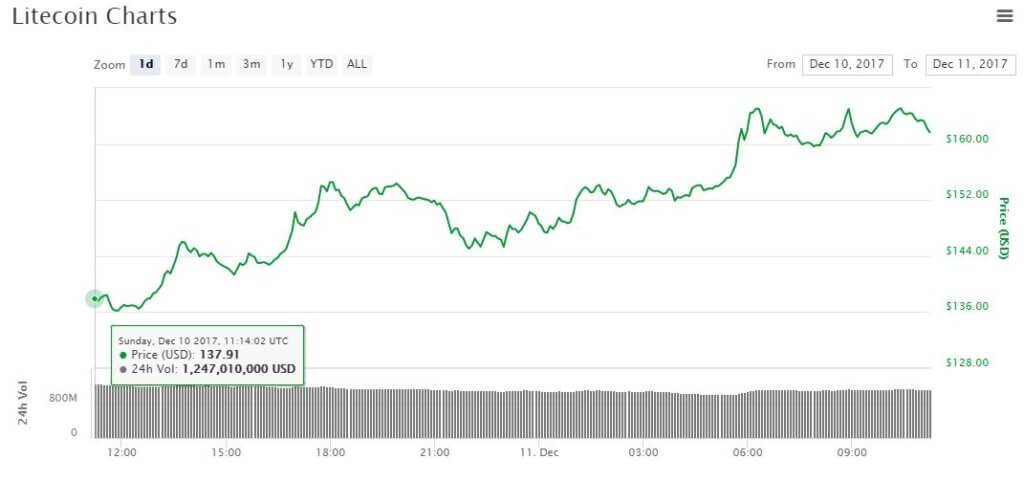 Litecoin Charts
Zoom 1d 7d 1m 3m 1y YTD ALL
From Dec 10, 2017 To Dec 11, 2017
$160.00
$152.00
$144.00
$136.00
$128.00
Price (USD)
Sunday, Dec 10 2017, 11:14:02 UTC
Price (USD): 137.91
24h Vol: 1,247,010,000 USD
24h Vol
800M
0
12:00 15:00 18:00 21:00 11. Dec 03:00 06:00 09:00